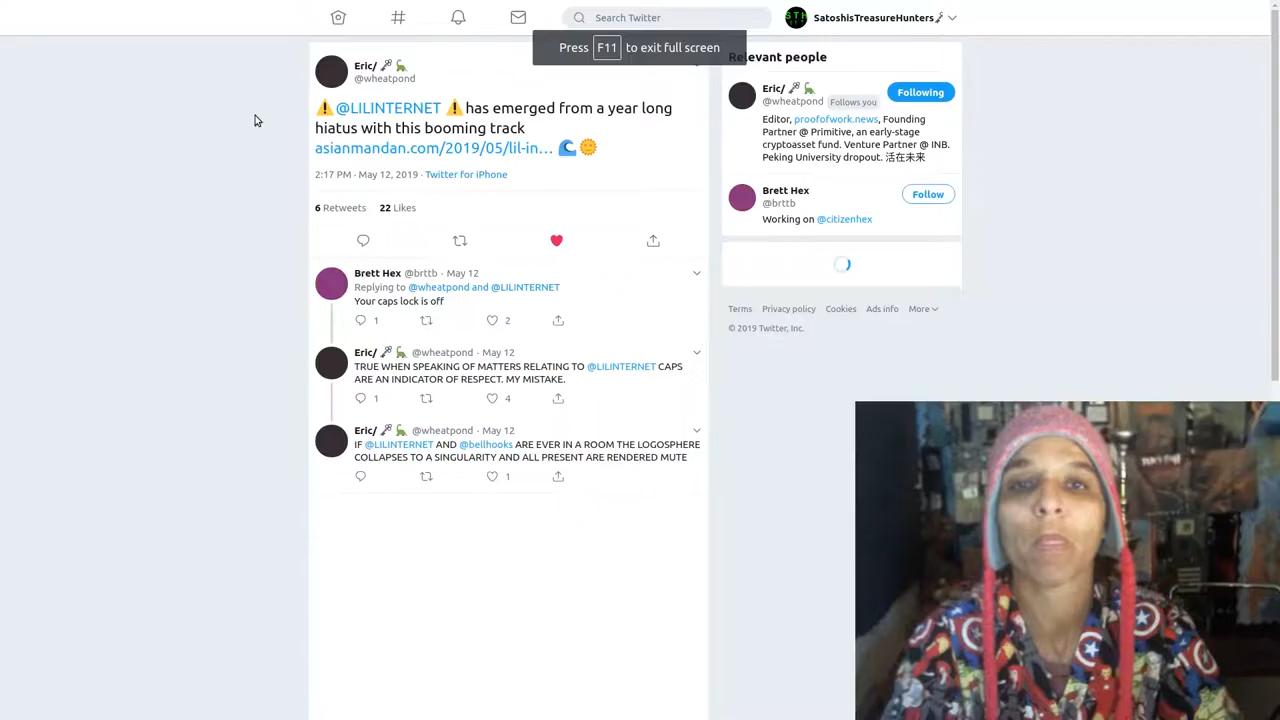 Search Twitter
SatoshisTreasureHunters🗝
Press F11 to exit full screen
Eric/ 🗝 🦕
@wheatpond
⚠️@LILINTERNET ⚠️has emerged from a year long
hiatus with this booming track
asianmandan.com/2019/05/lil-in… 🌊🌞
2:17 PM · May 12, 2019 · Twitter for iPhone
6 Retweets 22 Likes
Brett Hex @brttb · May 12
Replying to @wheatpond and @LILINTERNET
Your caps lock is off
1 2
Eric/ 🗝 🦕 @wheatpond · May 12
TRUE WHEN SPEAKING OF MATTERS RELATING TO @LILINTERNET CAPS
ARE AN INDICATOR OF RESPECT. MY MISTAKE.
1 4
Eric/ 🗝 🦕 @wheatpond · May 12
IF @LILINTERNET AND @bellhooks ARE EVER IN A ROOM THE LOGOSPHERE
COLLAPSES TO A SINGULARITY AND ALL PRESENT ARE RENDERED MUTE
1
Relevant people
Eric/ 🗝 🦕
@wheatpond Follows you
Following
Editor, proofofwork.news, Founding
Partner @ Primitive, an early-stage
cryptoasset fund. Venture Partner @ INB.
Peking University dropout. 活在未来
Brett Hex
@brttb
Follow
Working on @citizenhex
Terms Privacy policy Cookies Ads info More
© 2019 Twitter, Inc.